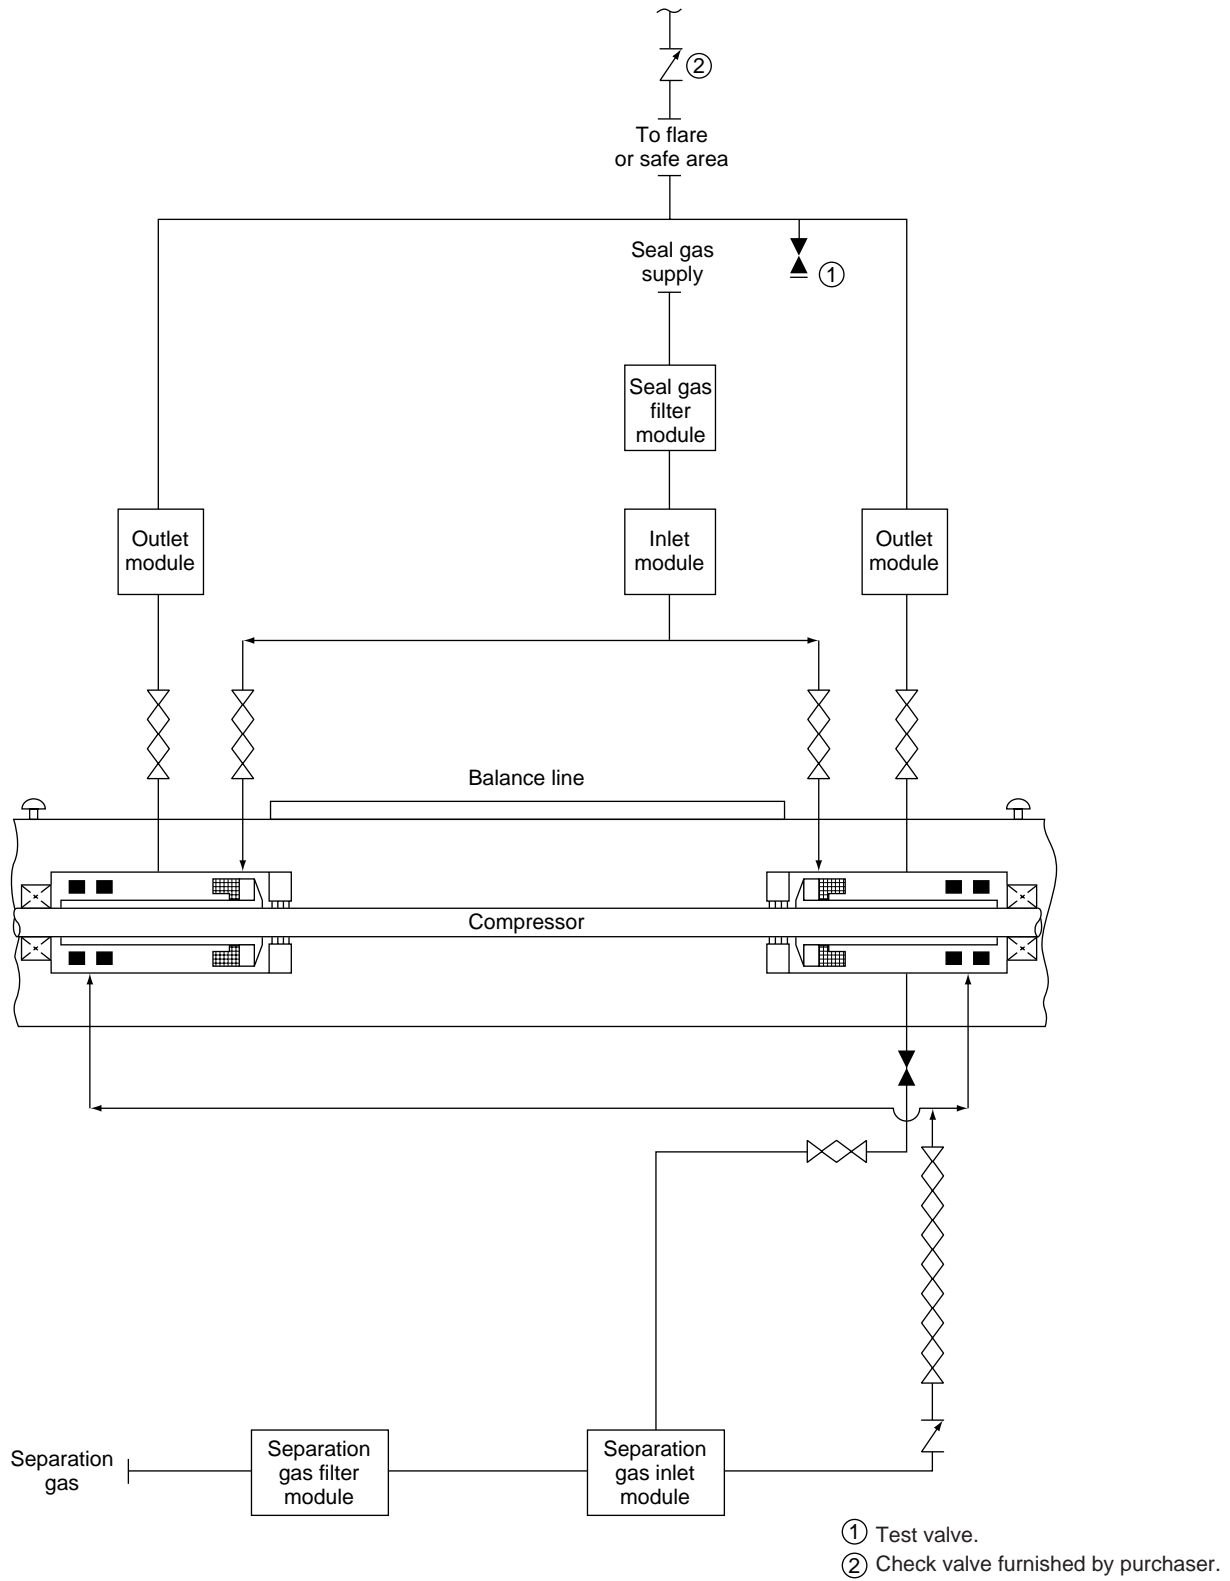 ②
To flare
or safe area
Seal gas
supply
①
Seal gas
filter
module
Outlet
module
Inlet
module
Outlet
module
Balance line
Compressor
Separation
gas
Separation
gas filter
module
Separation
gas inlet
module
① Test valve.
② Check valve furnished by purchaser.